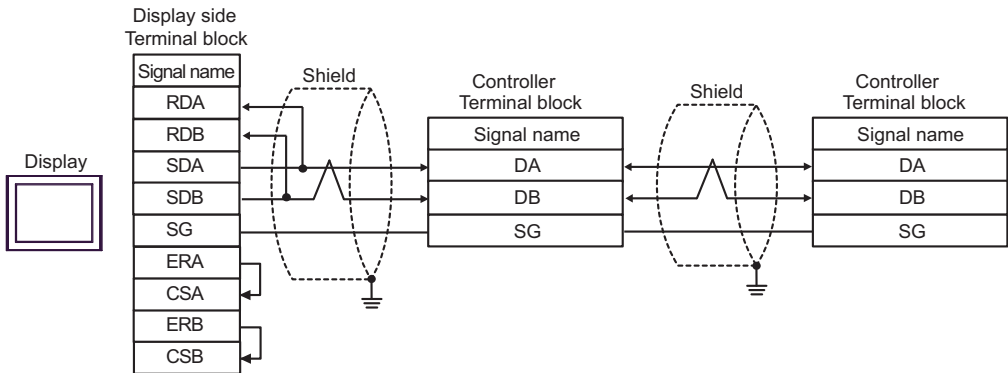 Display side
Terminal block
Signal name
RDA
RDB
SDA
SDB
SG
ERA
CSA
ERB
CSB
Display
Shield
Controller
Terminal block
Signal name
DA
DB
SG
Shield
Controller
Terminal block
Signal name
DA
DB
SG